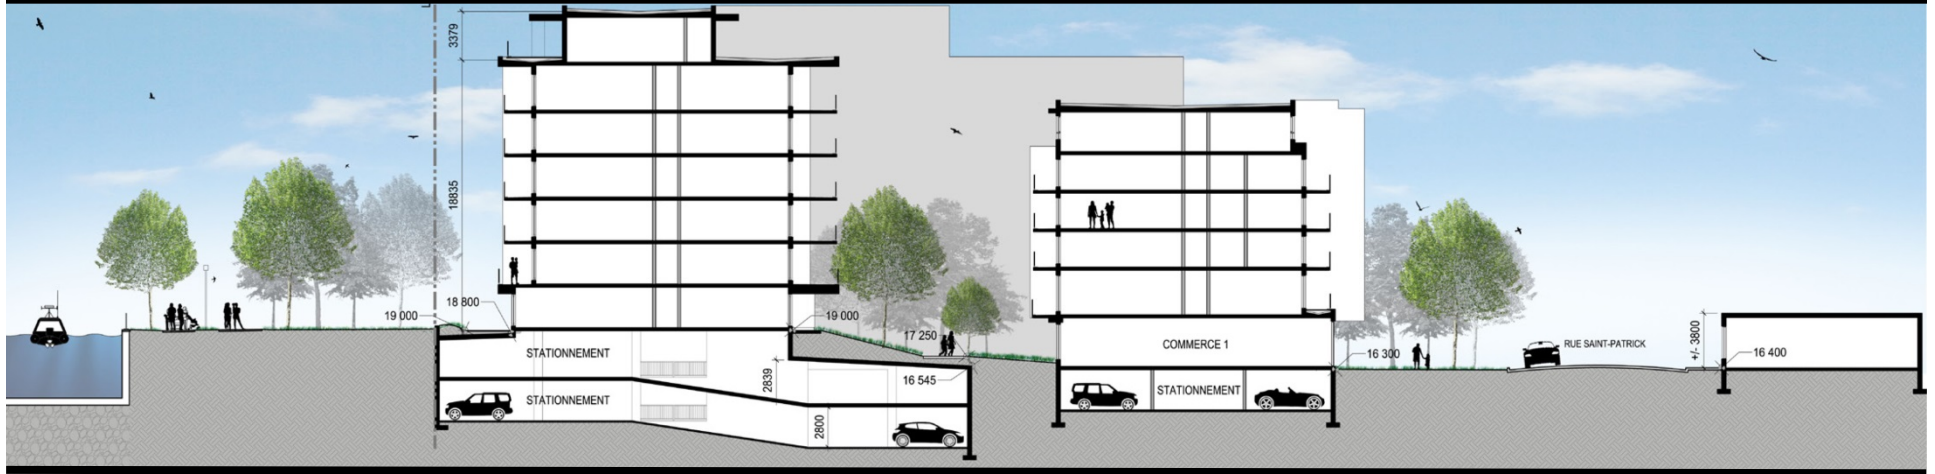 3379
18835
18 800
19 000
19 000
17 250
16 545
STATIONNEMENT
STATIONNEMENT
2839
2800
COMMERCE 1
STATIONNEMENT
16 300
RUE SAINT-PATRICK
+/- 3800
16 400